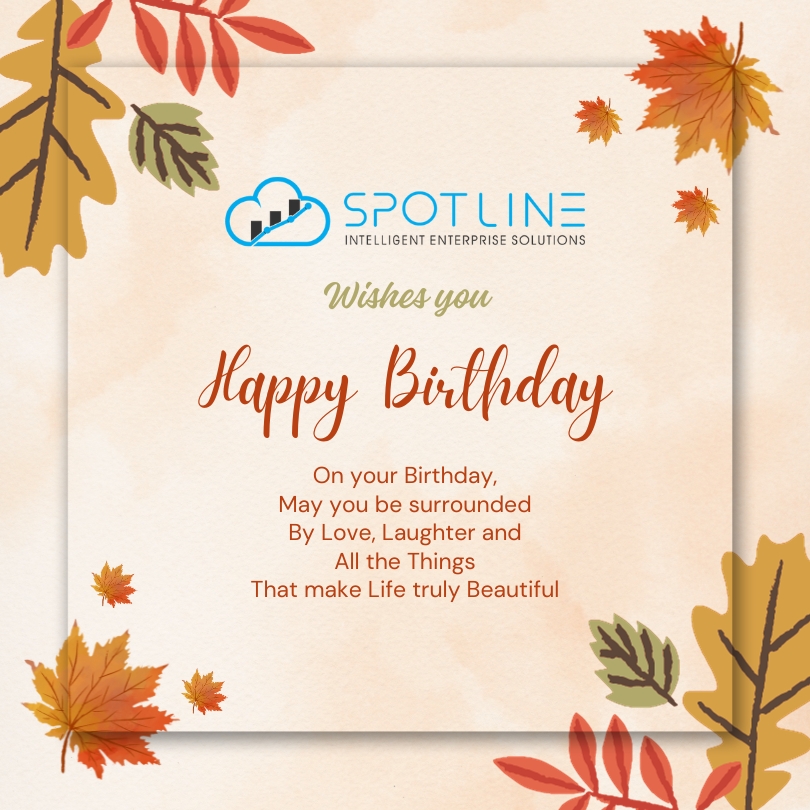 SPOTLINE
INTELLIGENT ENTERPRISE SOLUTIONS
Wishes you
Happy Birthday
On your Birthday,
May you be surrounded
By Love, Laughter and
All the Things
That make Life truly Beautiful